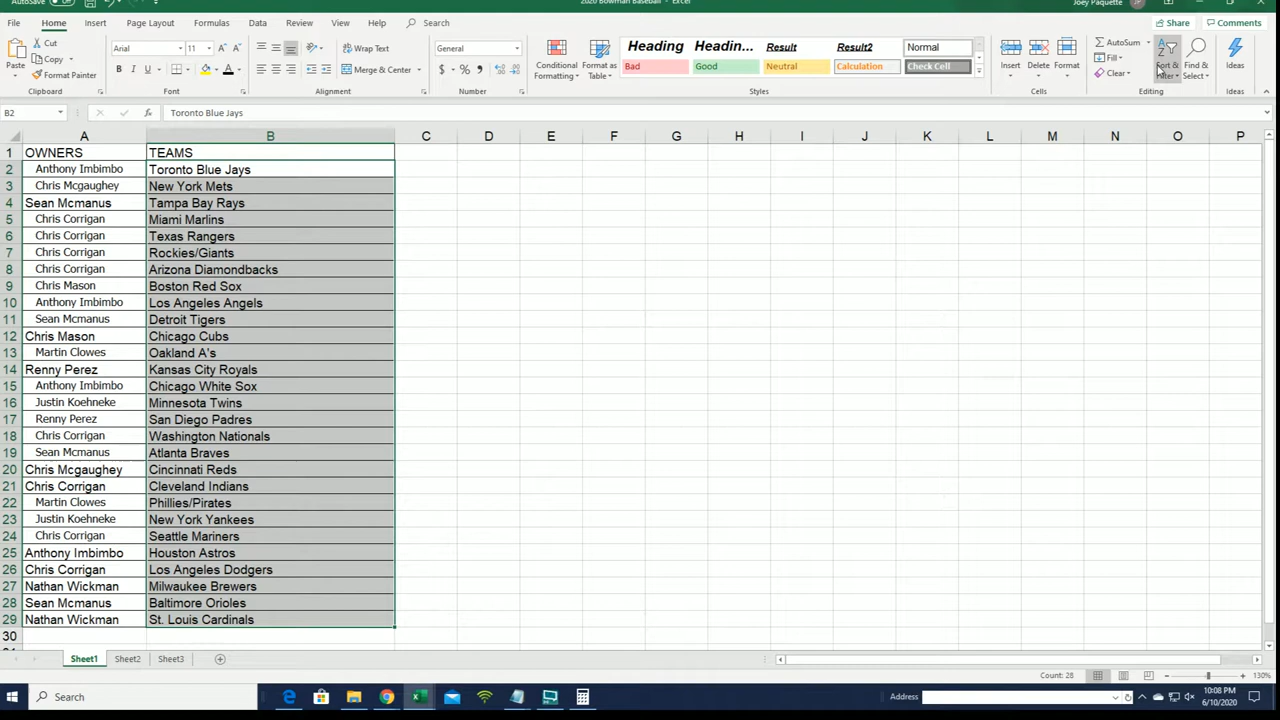 AutoSave
2020 Bowman Baseball - Excel
Joey Paquette
JP
File Home Insert Page Layout Formulas Data Review View Help Search
Share Comments
Paste
Cut
Copy
Format Painter
Clipboard
Arial 11
Font
Wrap Text
Merge & Center
Alignment
General
Number
Conditional Formatting
Format as Table
Heading Headin... Result Result2 Normal
Bad Good Neutral Calculation Check Cell
Styles
Insert Delete Format
Cells
AutoSum
Fill
Clear
Find & Select
Editing
Ideas
Ideas
B2 Toronto Blue Jays
A B C D E F G H I J K L M N O P
1 OWNERS TEAMS
2 Anthony Imbimbo Toronto Blue Jays
3 Chris Mcgaughey New York Mets
4 Sean Mcmanus Tampa Bay Rays
5 Chris Corrigan Miami Marlins
6 Chris Corrigan Texas Rangers
7 Chris Corrigan Rockies/Giants
8 Chris Corrigan Arizona Diamondbacks
9 Chris Mason Boston Red Sox
10 Anthony Imbimbo Los Angeles Angels
11 Sean Mcmanus Detroit Tigers
12 Chris Mason Chicago Cubs
13 Martin Clowes Oakland A's
14 Renny Perez Kansas City Royals
15 Anthony Imbimbo Chicago White Sox
16 Justin Koehneke Minnesota Twins
17 Renny Perez San Diego Padres
18 Chris Corrigan Washington Nationals
19 Sean Mcmanus Atlanta Braves
20 Chris Mcgaughey Cincinnati Reds
21 Chris Corrigan Cleveland Indians
22 Martin Clowes Phillies/Pirates
23 Justin Koehneke New York Yankees
24 Chris Corrigan Seattle Mariners
25 Anthony Imbimbo Houston Astros
26 Chris Corrigan Los Angeles Dodgers
27 Nathan Wickman Milwaukee Brewers
28 Sean Mcmanus Baltimore Orioles
29 Nathan Wickman St. Louis Cardinals
30
Sheet1 Sheet2 Sheet3
Count: 28 130%
Search
Address
10:08 PM
6/10/2020